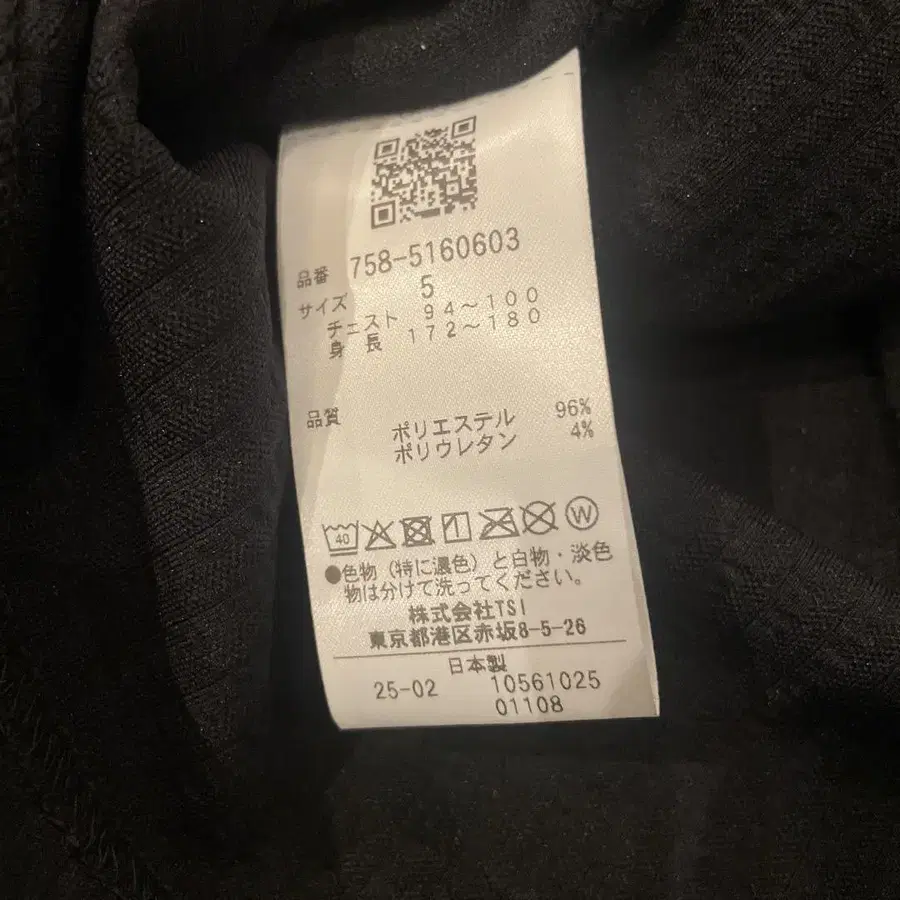 品番 758-5160603
サイズ 5
チェスト 94～100
身長 172～180
品質 ポリエステル 96%
ポリウレタン 4%
40 W
●色物（特に濃色）と白物・淡色
物は分けて洗ってください。
株式会社TSI
東京都港区赤坂8-5-26
日本製
25-02 10561025
01108